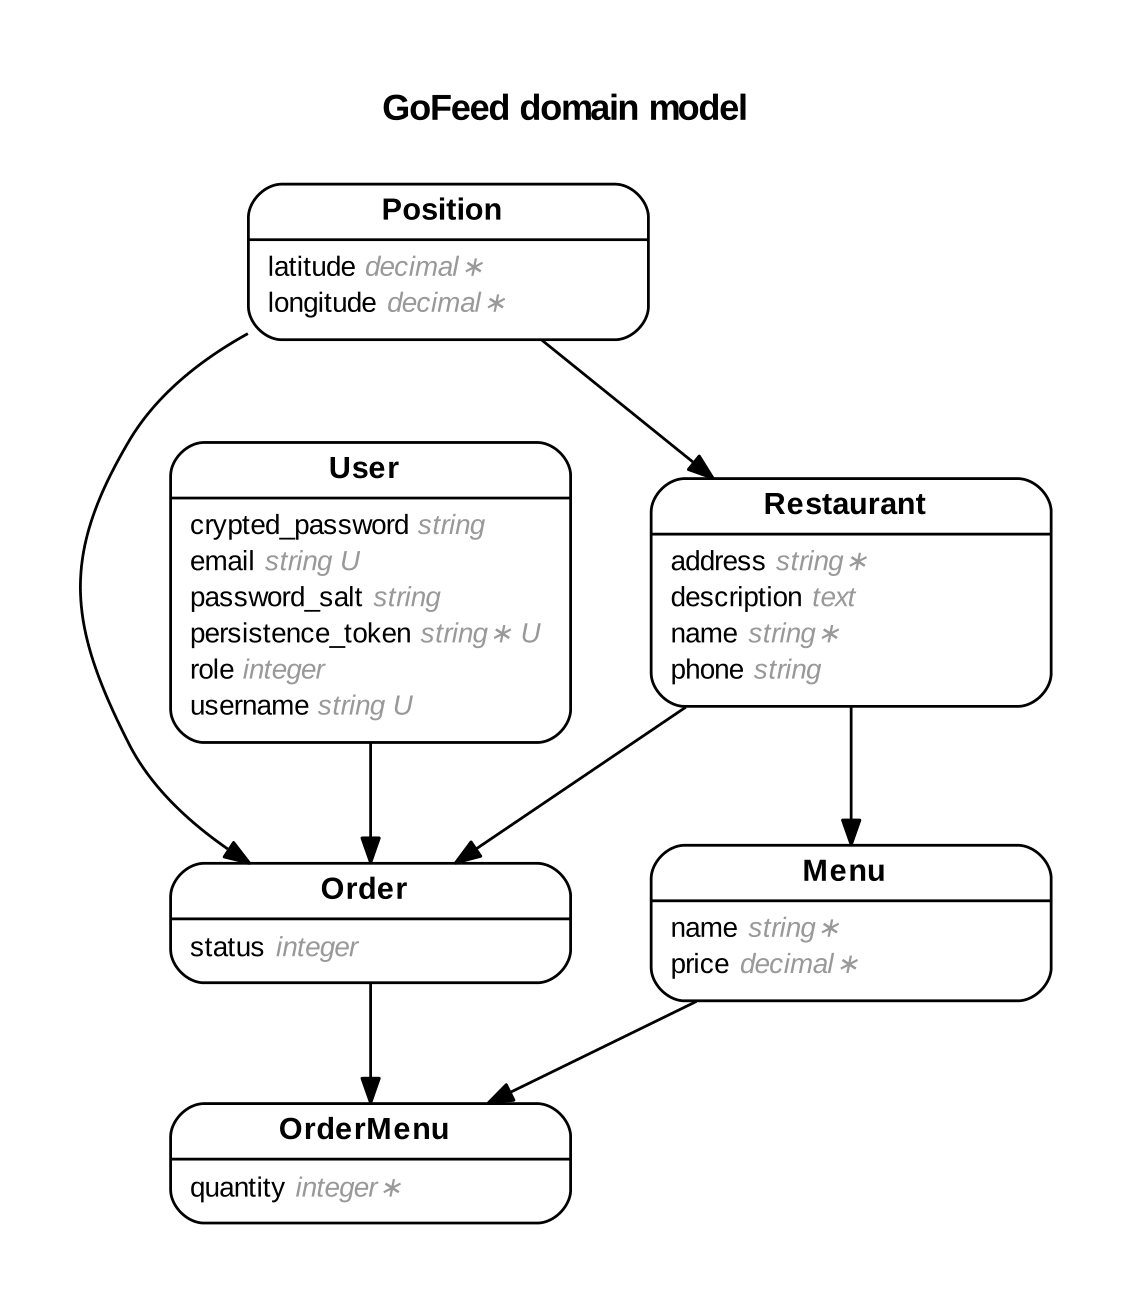 GoFeed domain model
Position
latitude decimal ∗
longitude decimal ∗
User
crypted_password string
email string U
password_salt string
persistence_token string ∗ U
role integer
username string U
Restaurant
address string ∗
description text
name string ∗
phone string
Order
status integer
Menu
name string ∗
price decimal ∗
OrderMenu
quantity integer ∗